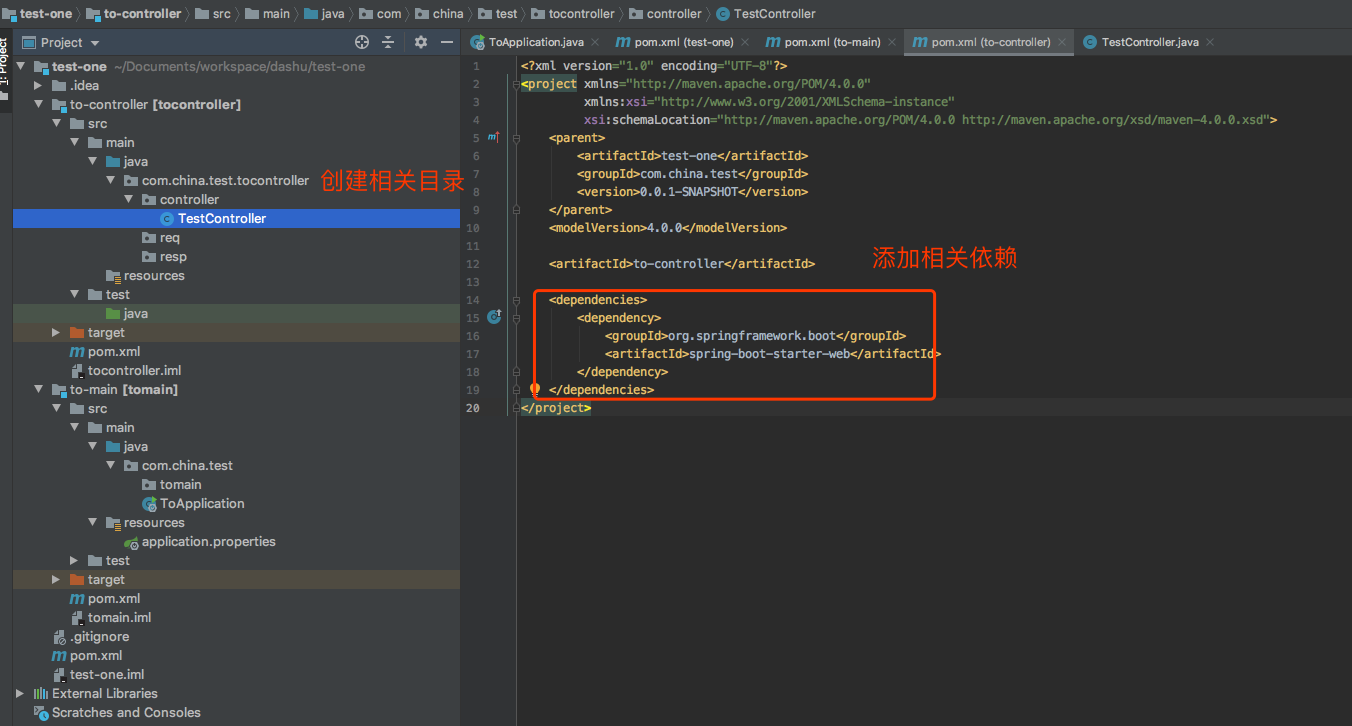 test-one to-controller src main java com china test tocontroller controller TestController
1: Project
Project
ToApplication.java pom.xml (test-one) pom.xml (to-main) pom.xml (to-controller) TestController.java
test-one ~/Documents/workspace/dashu/test-one
.idea
to-controller [tocontroller]
src
main
java
com.china.test.tocontroller
创建相关目录
controller
TestController
req
resp
resources
test
java
target
pom.xml
tocontroller.iml
to-main [tomain]
src
main
java
com.china.test
tomain
ToApplication
resources
application.properties
test
target
pom.xml
tomain.iml
.gitignore
pom.xml
test-one.iml
External Libraries
Scratches and Consoles
1 <?xml version="1.0" encoding="UTF-8"?>
2 <project xmlns="http://maven.apache.org/POM/4.0.0"
3 xmlns:xsi="http://www.w3.org/2001/XMLSchema-instance"
4 xsi:schemaLocation="http://maven.apache.org/POM/4.0.0 http://maven.apache.org/xsd/maven-4.0.0.xsd">
5 <parent>
6 <artifactId>test-one</artifactId>
7 <groupId>com.china.test</groupId>
8 <version>0.0.1-SNAPSHOT</version>
9 </parent>
10 <modelVersion>4.0.0</modelVersion>
11
12 <artifactId>to-controller</artifactId>
添加相关依赖
13
14 <dependencies>
15 <dependency>
16 <groupId>org.springframework.boot</groupId>
17 <artifactId>spring-boot-starter-web</artifactId>
18 </dependency>
19 </dependencies>
20 </project>